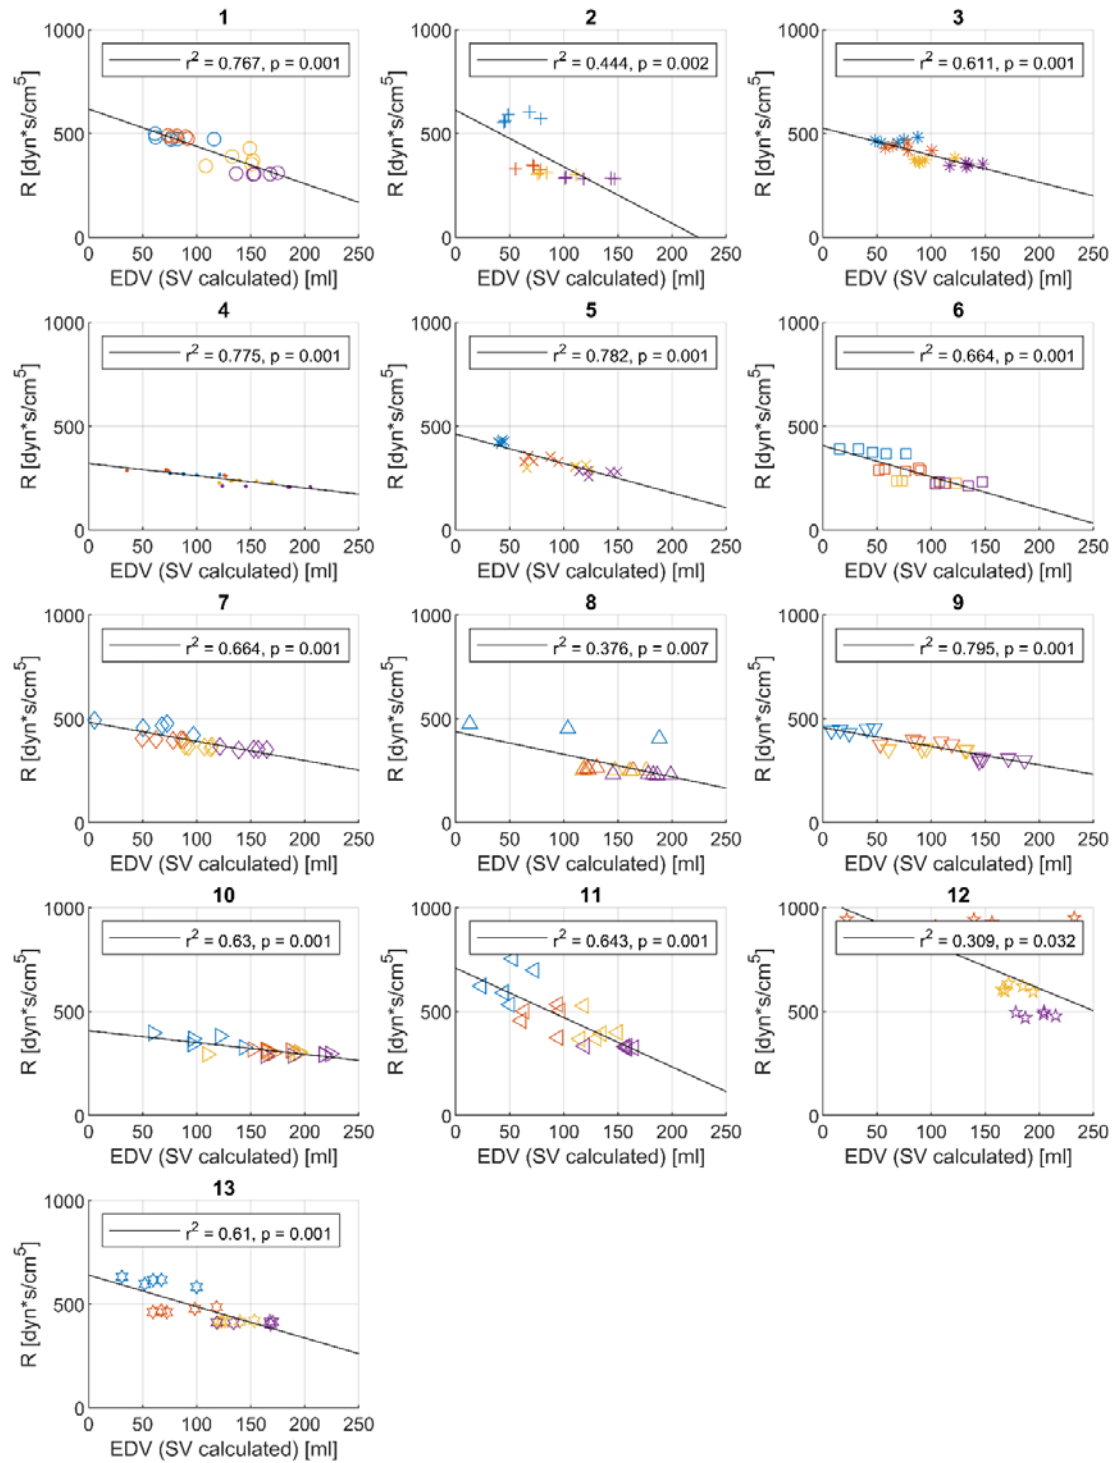 1
1000
500
0
R [dyn*s/cm⁵]
r² = 0.767, p = 0.001
0 50 100 150 200 250
EDV (SV calculated) [ml]
2
1000
500
0
R [dyn*s/cm⁵]
r² = 0.444, p = 0.002
0 50 100 150 200 250
EDV (SV calculated) [ml]
3
1000
500
0
R [dyn*s/cm⁵]
r² = 0.611, p = 0.001
0 50 100 150 200 250
EDV (SV calculated) [ml]
4
1000
500
0
R [dyn*s/cm⁵]
r² = 0.775, p = 0.001
0 50 100 150 200 250
EDV (SV calculated) [ml]
5
1000
500
0
R [dyn*s/cm⁵]
r² = 0.782, p = 0.001
0 50 100 150 200 250
EDV (SV calculated) [ml]
6
1000
500
0
R [dyn*s/cm⁵]
r² = 0.664, p = 0.001
0 50 100 150 200 250
EDV (SV calculated) [ml]
7
1000
500
0
R [dyn*s/cm⁵]
r² = 0.664, p = 0.001
0 50 100 150 200 250
EDV (SV calculated) [ml]
8
1000
500
0
R [dyn*s/cm⁵]
r² = 0.376, p = 0.007
0 50 100 150 200 250
EDV (SV calculated) [ml]
9
1000
500
0
R [dyn*s/cm⁵]
r² = 0.795, p = 0.001
0 50 100 150 200 250
EDV (SV calculated) [ml]
10
1000
500
0
R [dyn*s/cm⁵]
r² = 0.63, p = 0.001
0 50 100 150 200 250
EDV (SV calculated) [ml]
11
1000
500
0
R [dyn*s/cm⁵]
r² = 0.643, p = 0.001
0 50 100 150 200 250
EDV (SV calculated) [ml]
12
1000
500
0
R [dyn*s/cm⁵]
r² = 0.309, p = 0.032
0 50 100 150 200 250
EDV (SV calculated) [ml]
13
1000
500
0
R [dyn*s/cm⁵]
r² = 0.61, p = 0.001
0 50 100 150 200 250
EDV (SV calculated) [ml]